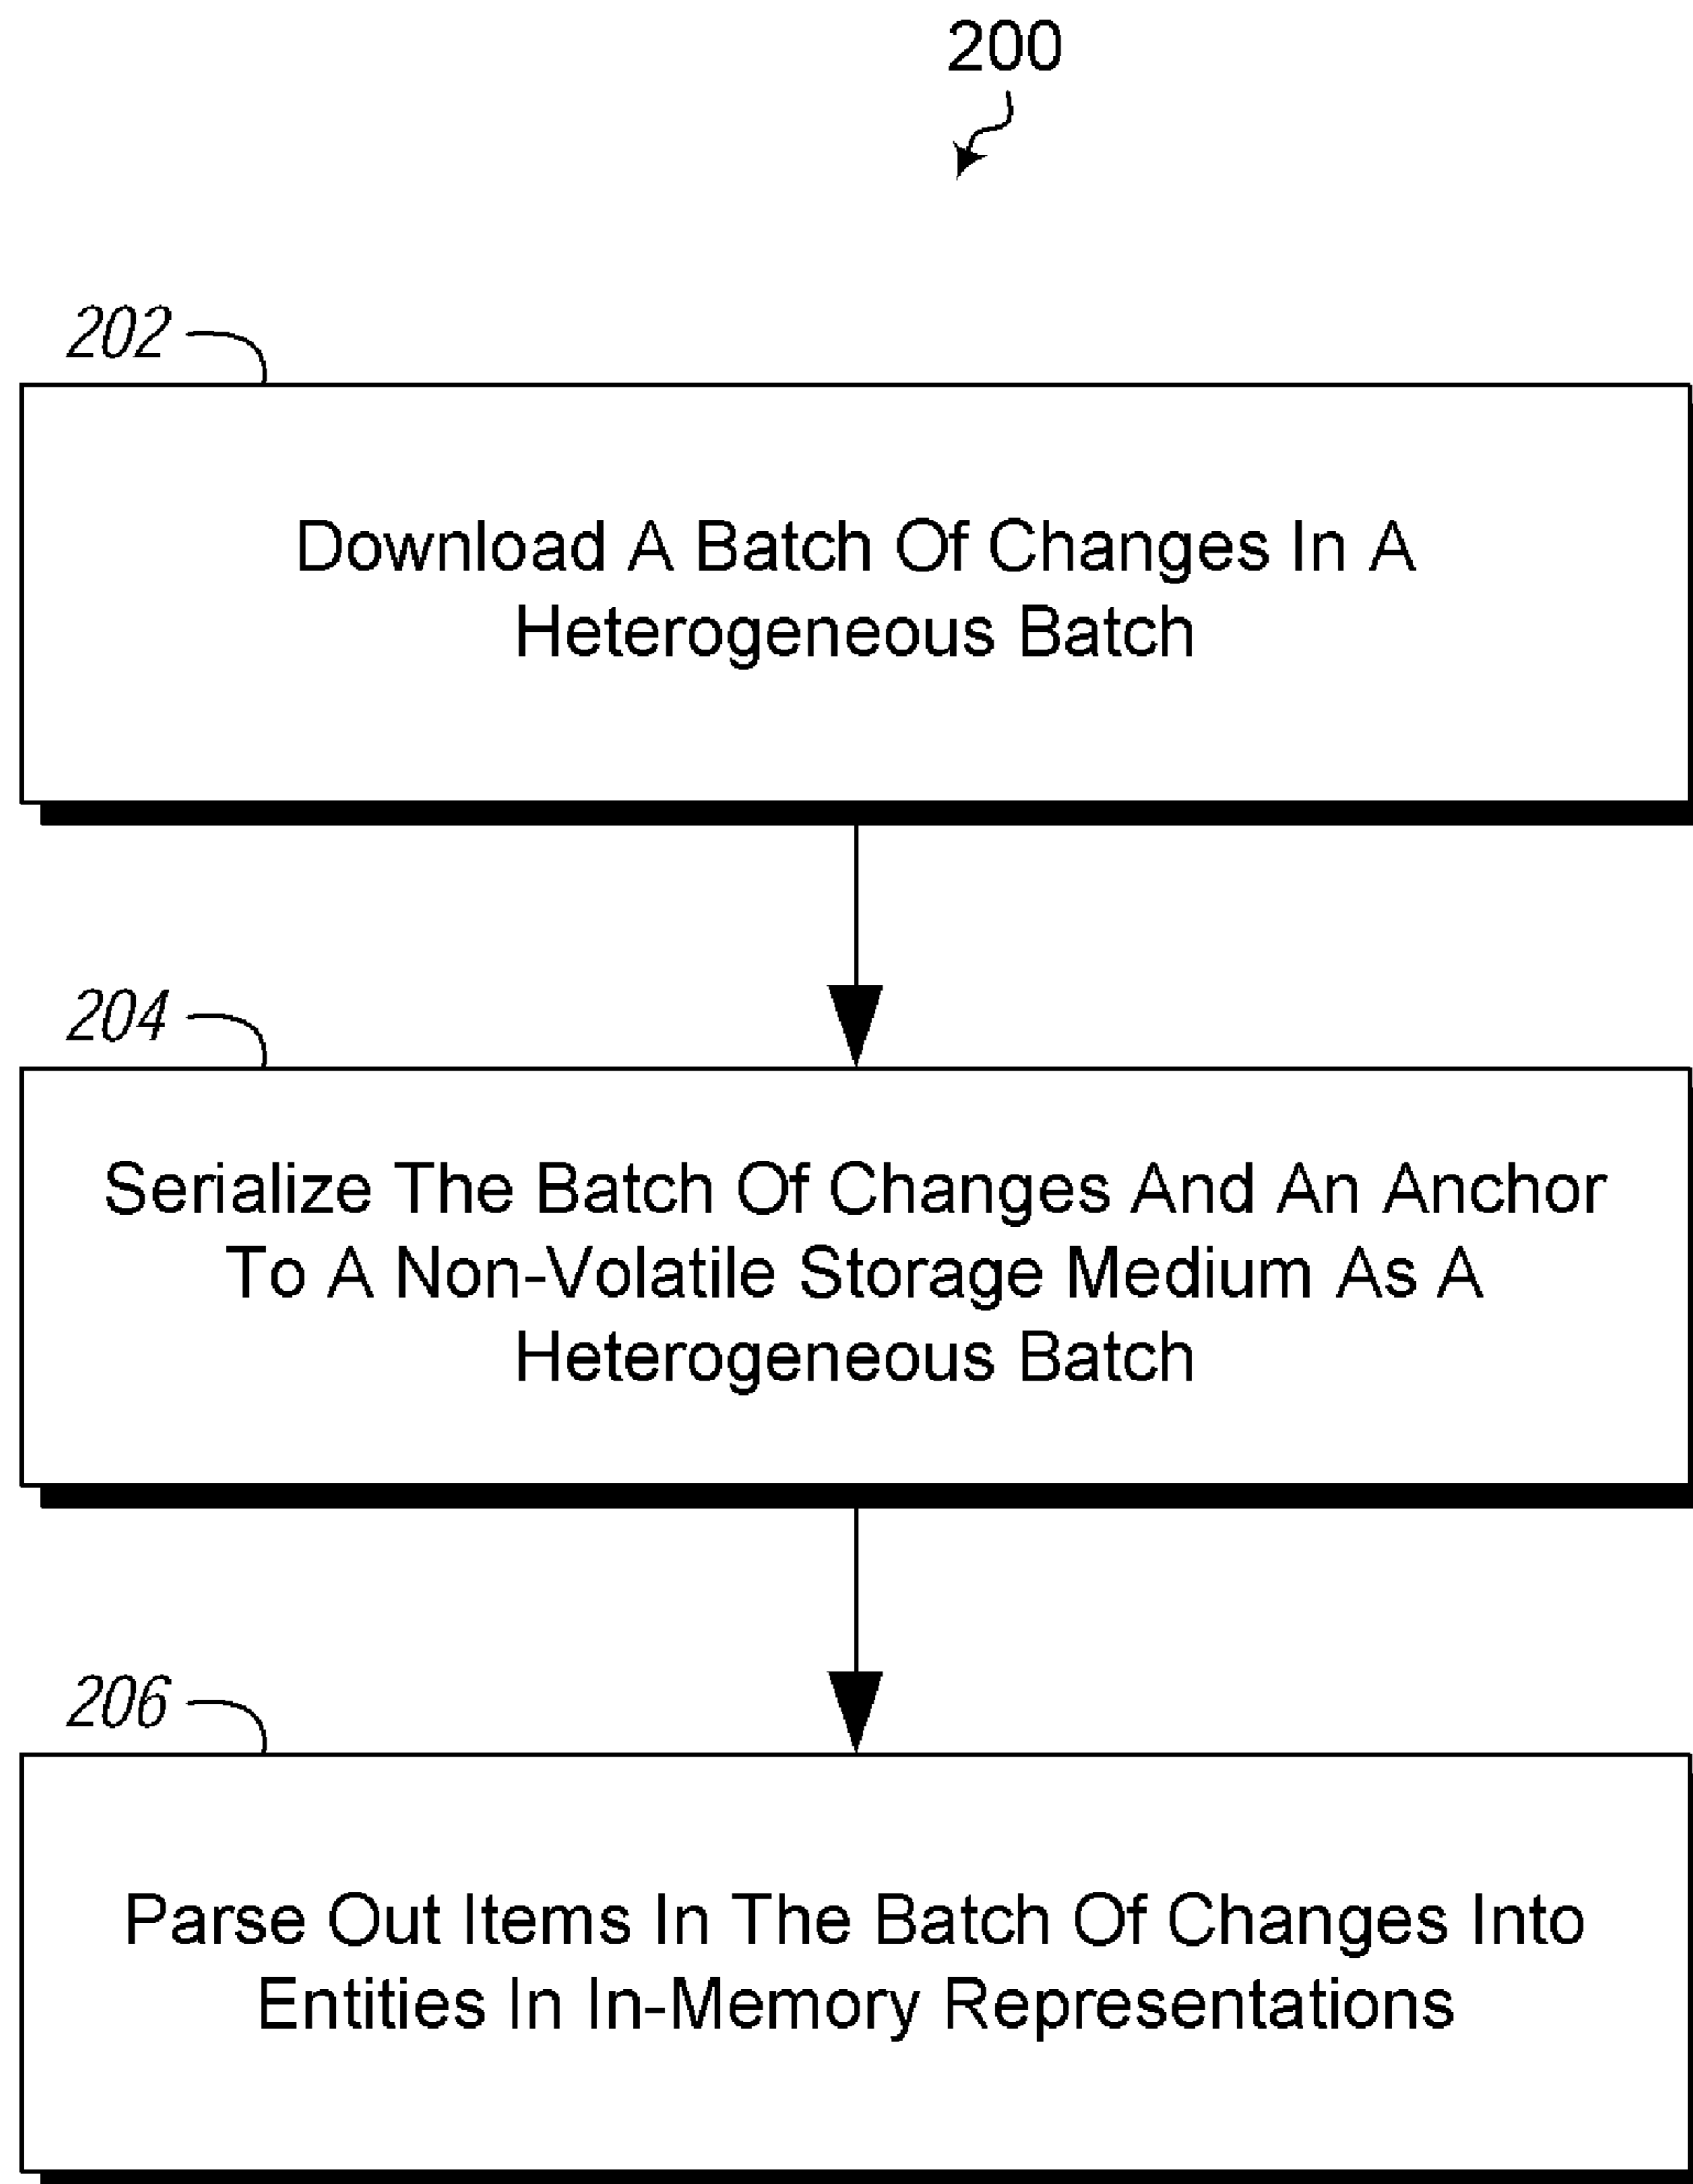 200
202
Download A Batch Of Changes In A
Heterogeneous Batch
204
Serialize The Batch Of Changes And An Anchor
To A Non-Volatile Storage Medium As A
Heterogeneous Batch
206
Parse Out Items In The Batch Of Changes Into
Entities In In-Memory Representations